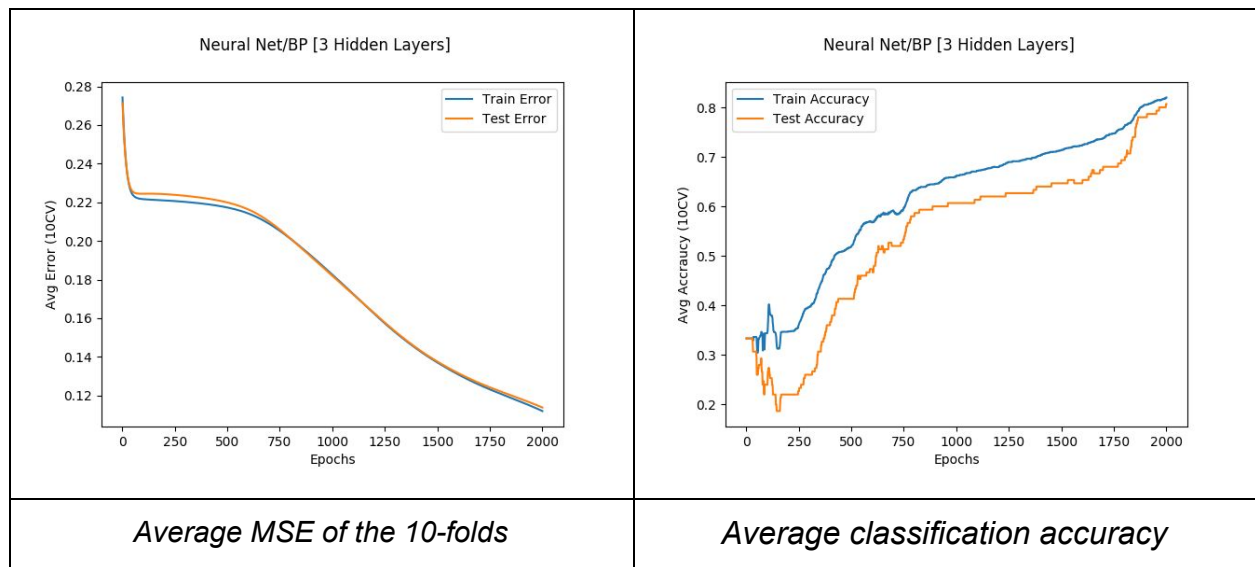 Neural Net/BP [3 Hidden Layers]
0.28
0.26
0.24
0.22
0.20
0.18
0.16
0.14
0.12
Avg Error (10CV)
Train Error
Test Error
0 250 500 750 1000 1250 1500 1750 2000
Epochs
Average MSE of the 10-folds
Neural Net/BP [3 Hidden Layers]
0.8
0.7
0.6
0.5
0.4
0.3
0.2
Avg Accraucy (10CV)
Train Accuracy
Test Accuracy
0 250 500 750 1000 1250 1500 1750 2000
Epochs
Average classification accuracy